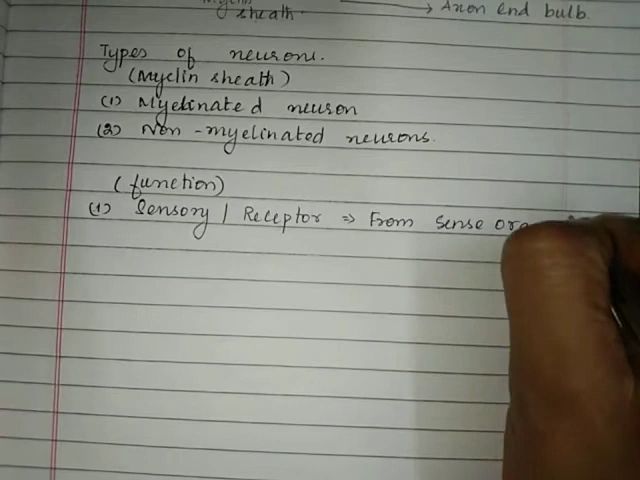 sheath.
→ Axon end bulb.
Types of neurons.
(Myelin sheath)
(1) Myelinated neuron
(2) Non-myelinated neurons.
(function)
(1) Sensory / Receptor ⇒ From sense